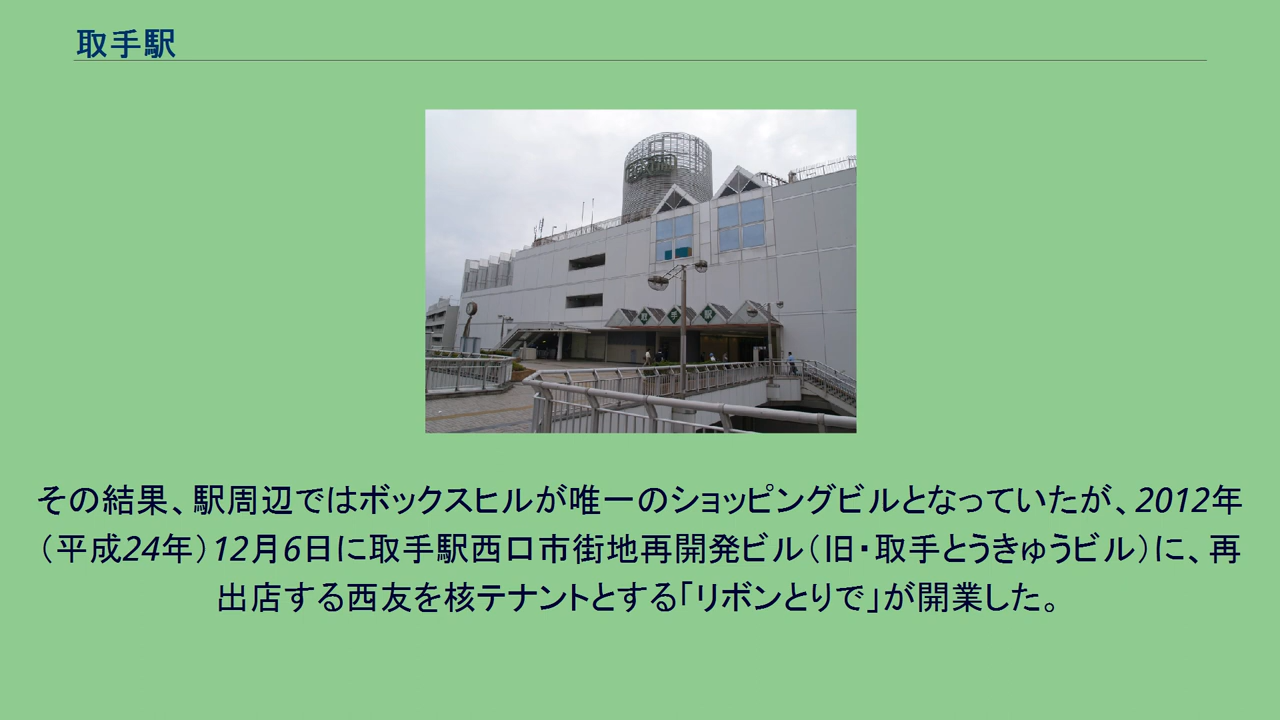 取手駅
取手駅
その結果、駅周辺ではボックスヒルが唯一のショッピングビルとなっていたが、2012年
（平成24年）12月6日に取手駅西口市街地再開発ビル（旧・取手とうきゅうビル）に、再
出店する西友を核テナントとする「リボンとりで」が開業した。